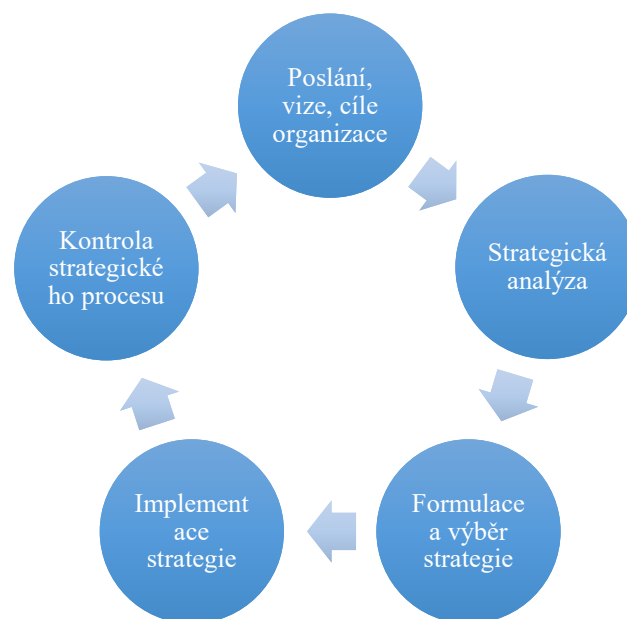 Poslání,
vize, cíle
organizace
Strategická
analýza
Formulace
a výběr
strategie
Implement
ace
strategie
Kontrola
strategické
ho procesu